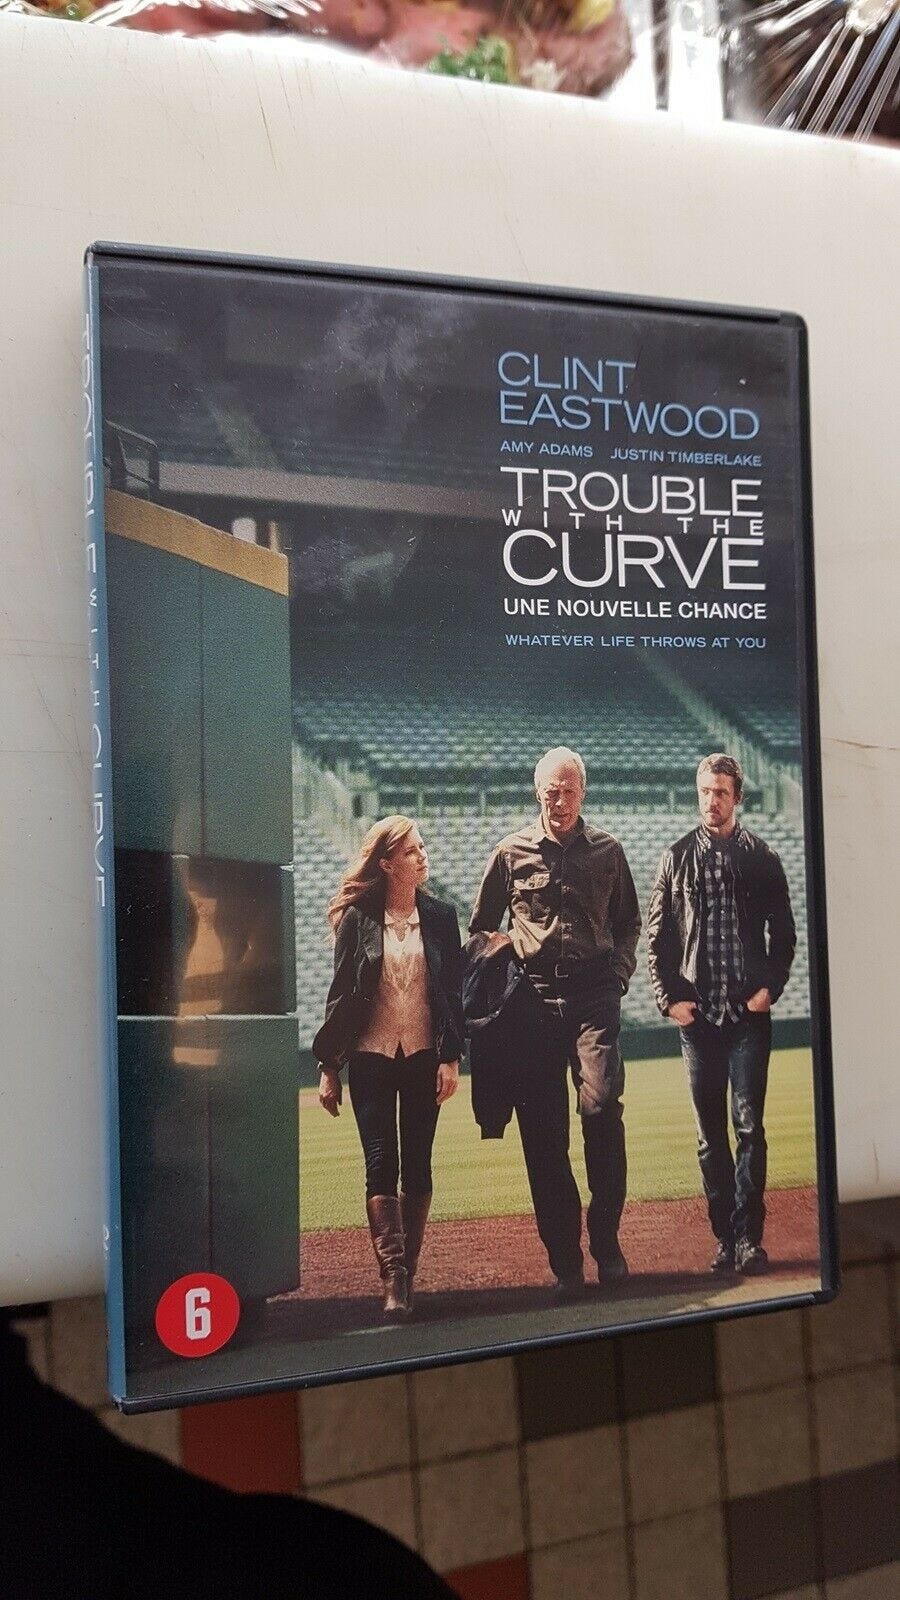 CLINT
EASTWOOD
AMY ADAMS JUSTIN TIMBERLAKE
TROUBLE
WITH THE
CURVE
UNE NOUVELLE CHANCE
WHATEVER LIFE THROWS AT YOU
6
TROUBLE WITH THE CURVE